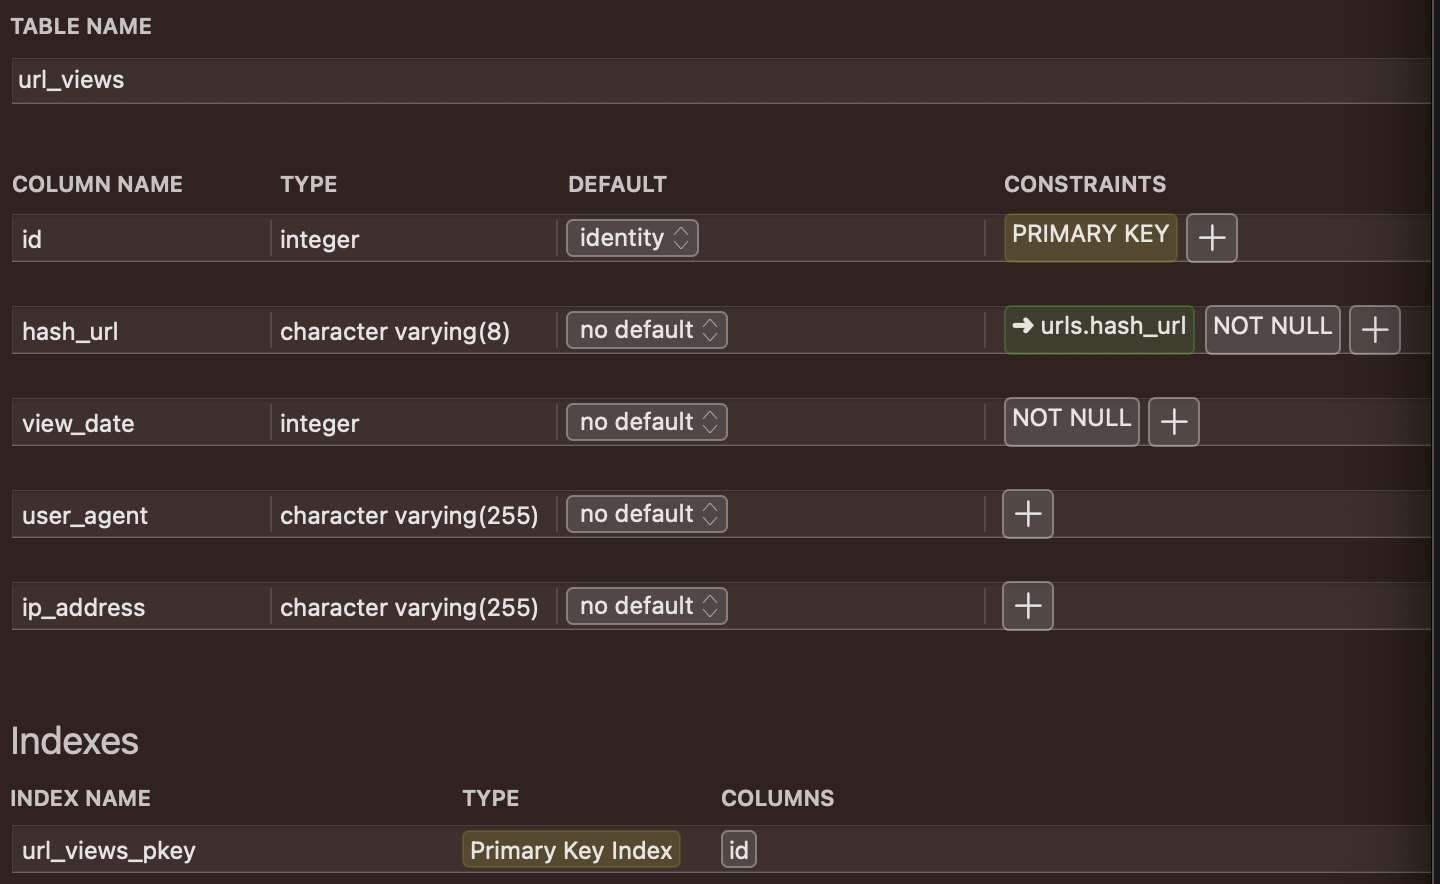 TABLE NAME
url_views
COLUMN NAME TYPE DEFAULT CONSTRAINTS
id integer identity PRIMARY KEY +
hash_url character varying(8) no default ➜ urls.hash_url NOT NULL +
view_date integer no default NOT NULL +
user_agent character varying(255) no default +
ip_address character varying(255) no default +
Indexes
INDEX NAME TYPE COLUMNS
url_views_pkey Primary Key Index id